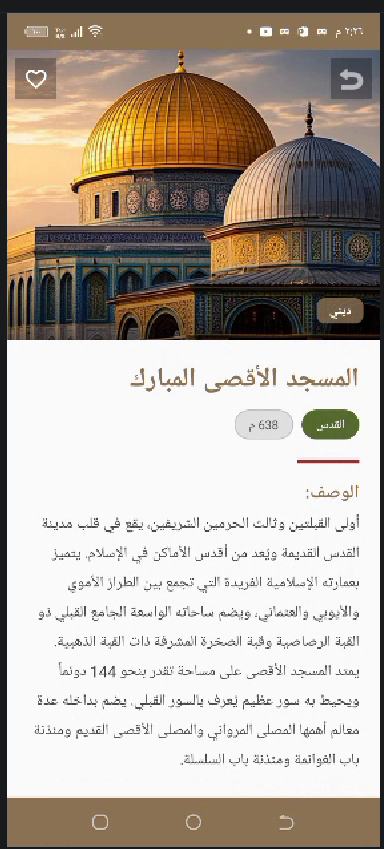 ٢:٢٦ م
ديني
المسجد الأقصى المبارك
القدس
638 م
الوصف:
أولى القبلتين وثالث الحرمين الشريفين، يقع في قلب مدينة
القدس القديمة ويُعد من أقدس الأماكن في الإسلام. يتميز
بعمارته الإسلامية الفريدة التي تجمع بين الطراز الأموي
والأيوبي والعثماني، ويضم ساحاته الواسعة الجامع القبلي ذو
القبة الرصاصية وقبة الصخرة المشرفة ذات القبة الذهبية.
يمتد المسجد الأقصى على مساحة تقدر بنحو 144 دونماً
ويحيط به سور عظيم يُعرف بالسور القبلي، يضم بداخله عدة
معالم أهمها المصلى المرواني والمصلى الأقصى القديم ومئذنة
باب الغوانمة ومئذنة باب السلسلة.